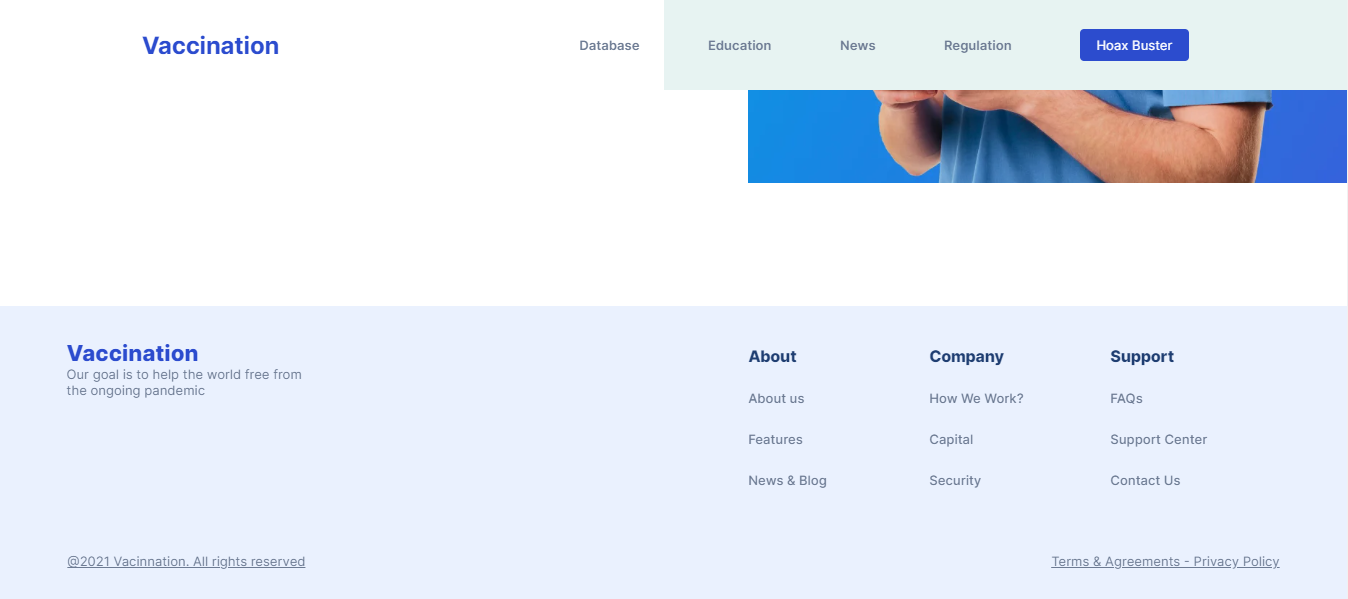 Vaccination
Database
Education
News
Regulation
Hoax Buster
Vaccination
Our goal is to help the world free from
the ongoing pandemic
About
About us
Features
News & Blog
Company
How We Work?
Capital
Security
Support
FAQs
Support Center
Contact Us
@2021 Vacinnation. All rights reserved
Terms & Agreements - Privacy Policy